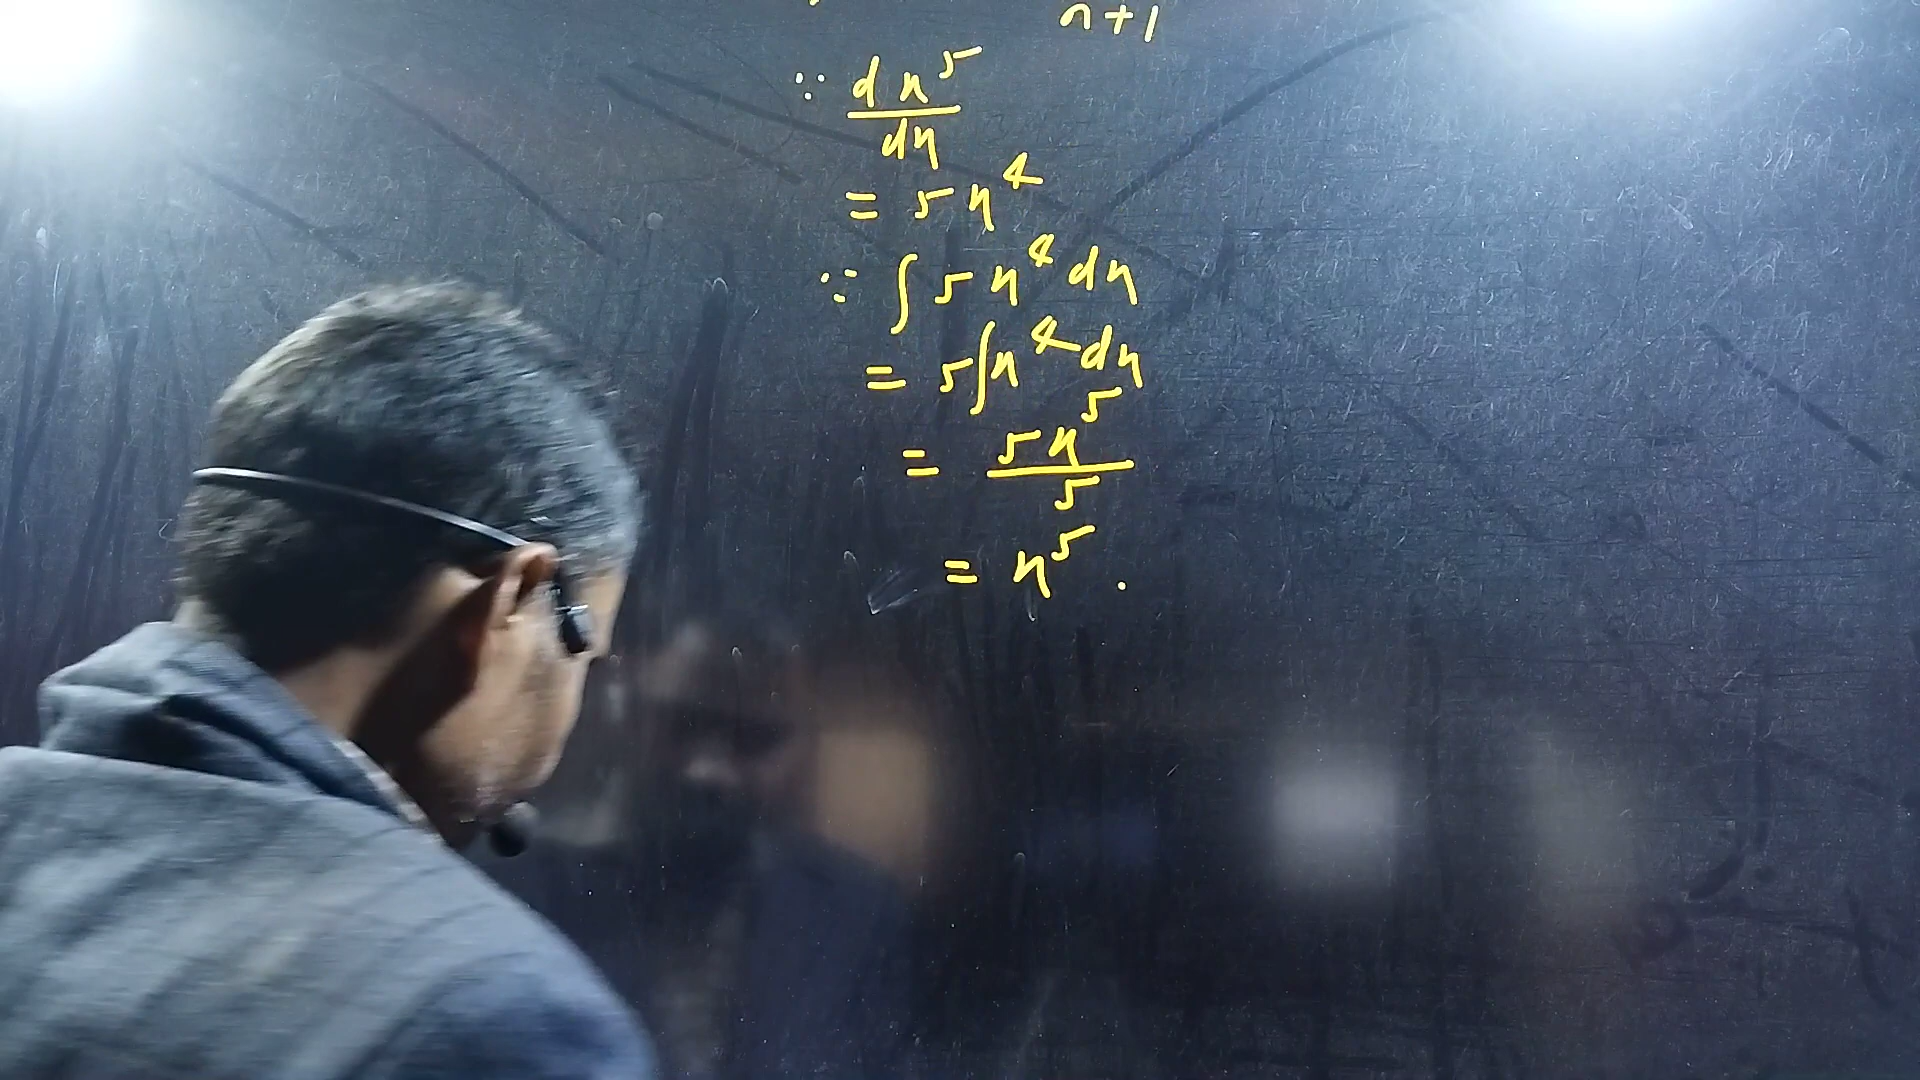 n+1
∵ dx⁵
dx
= 5x⁴
∵ ∫5x⁴dx
= 5∫x⁴dx
= 5x⁵
5
= x⁵.